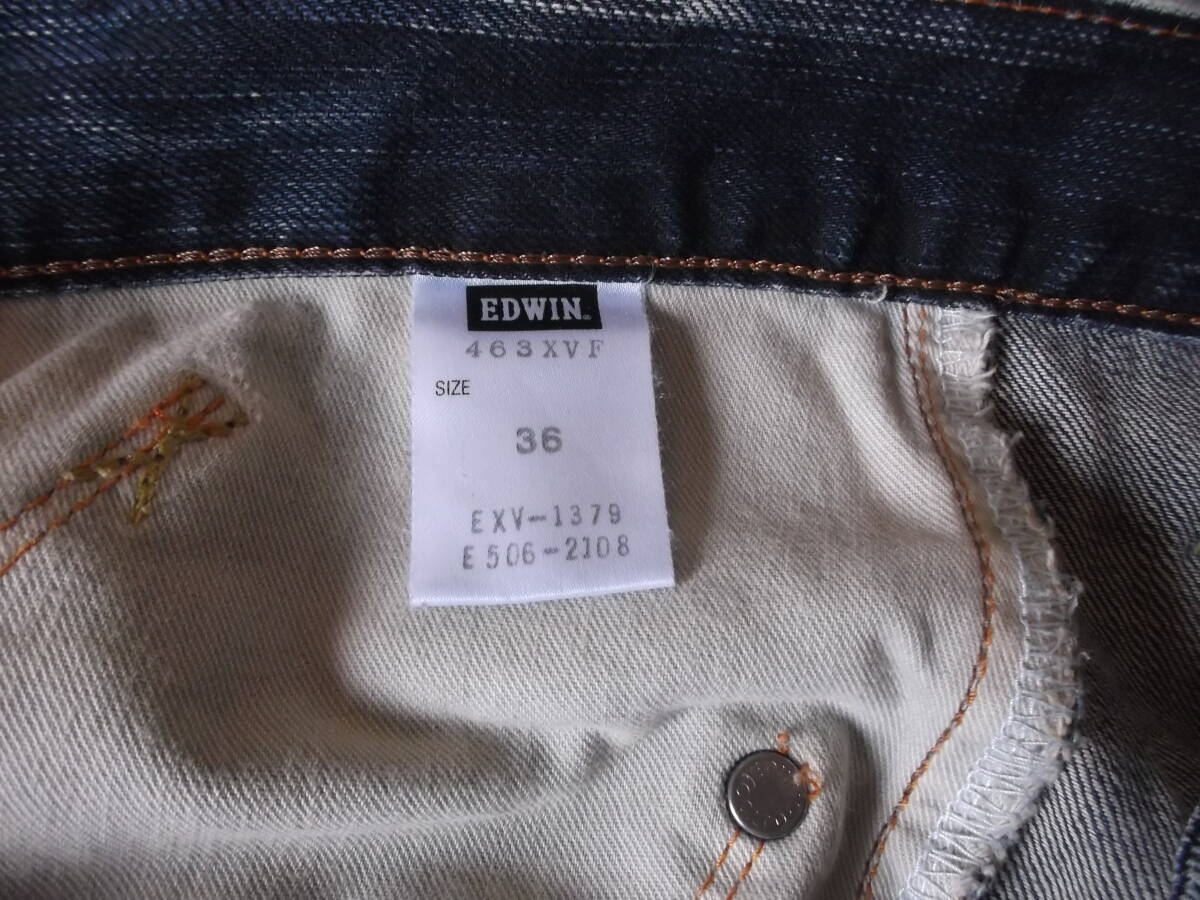 EDWIN.
463XVF
SIZE
36
EXV-1379
E506-2108